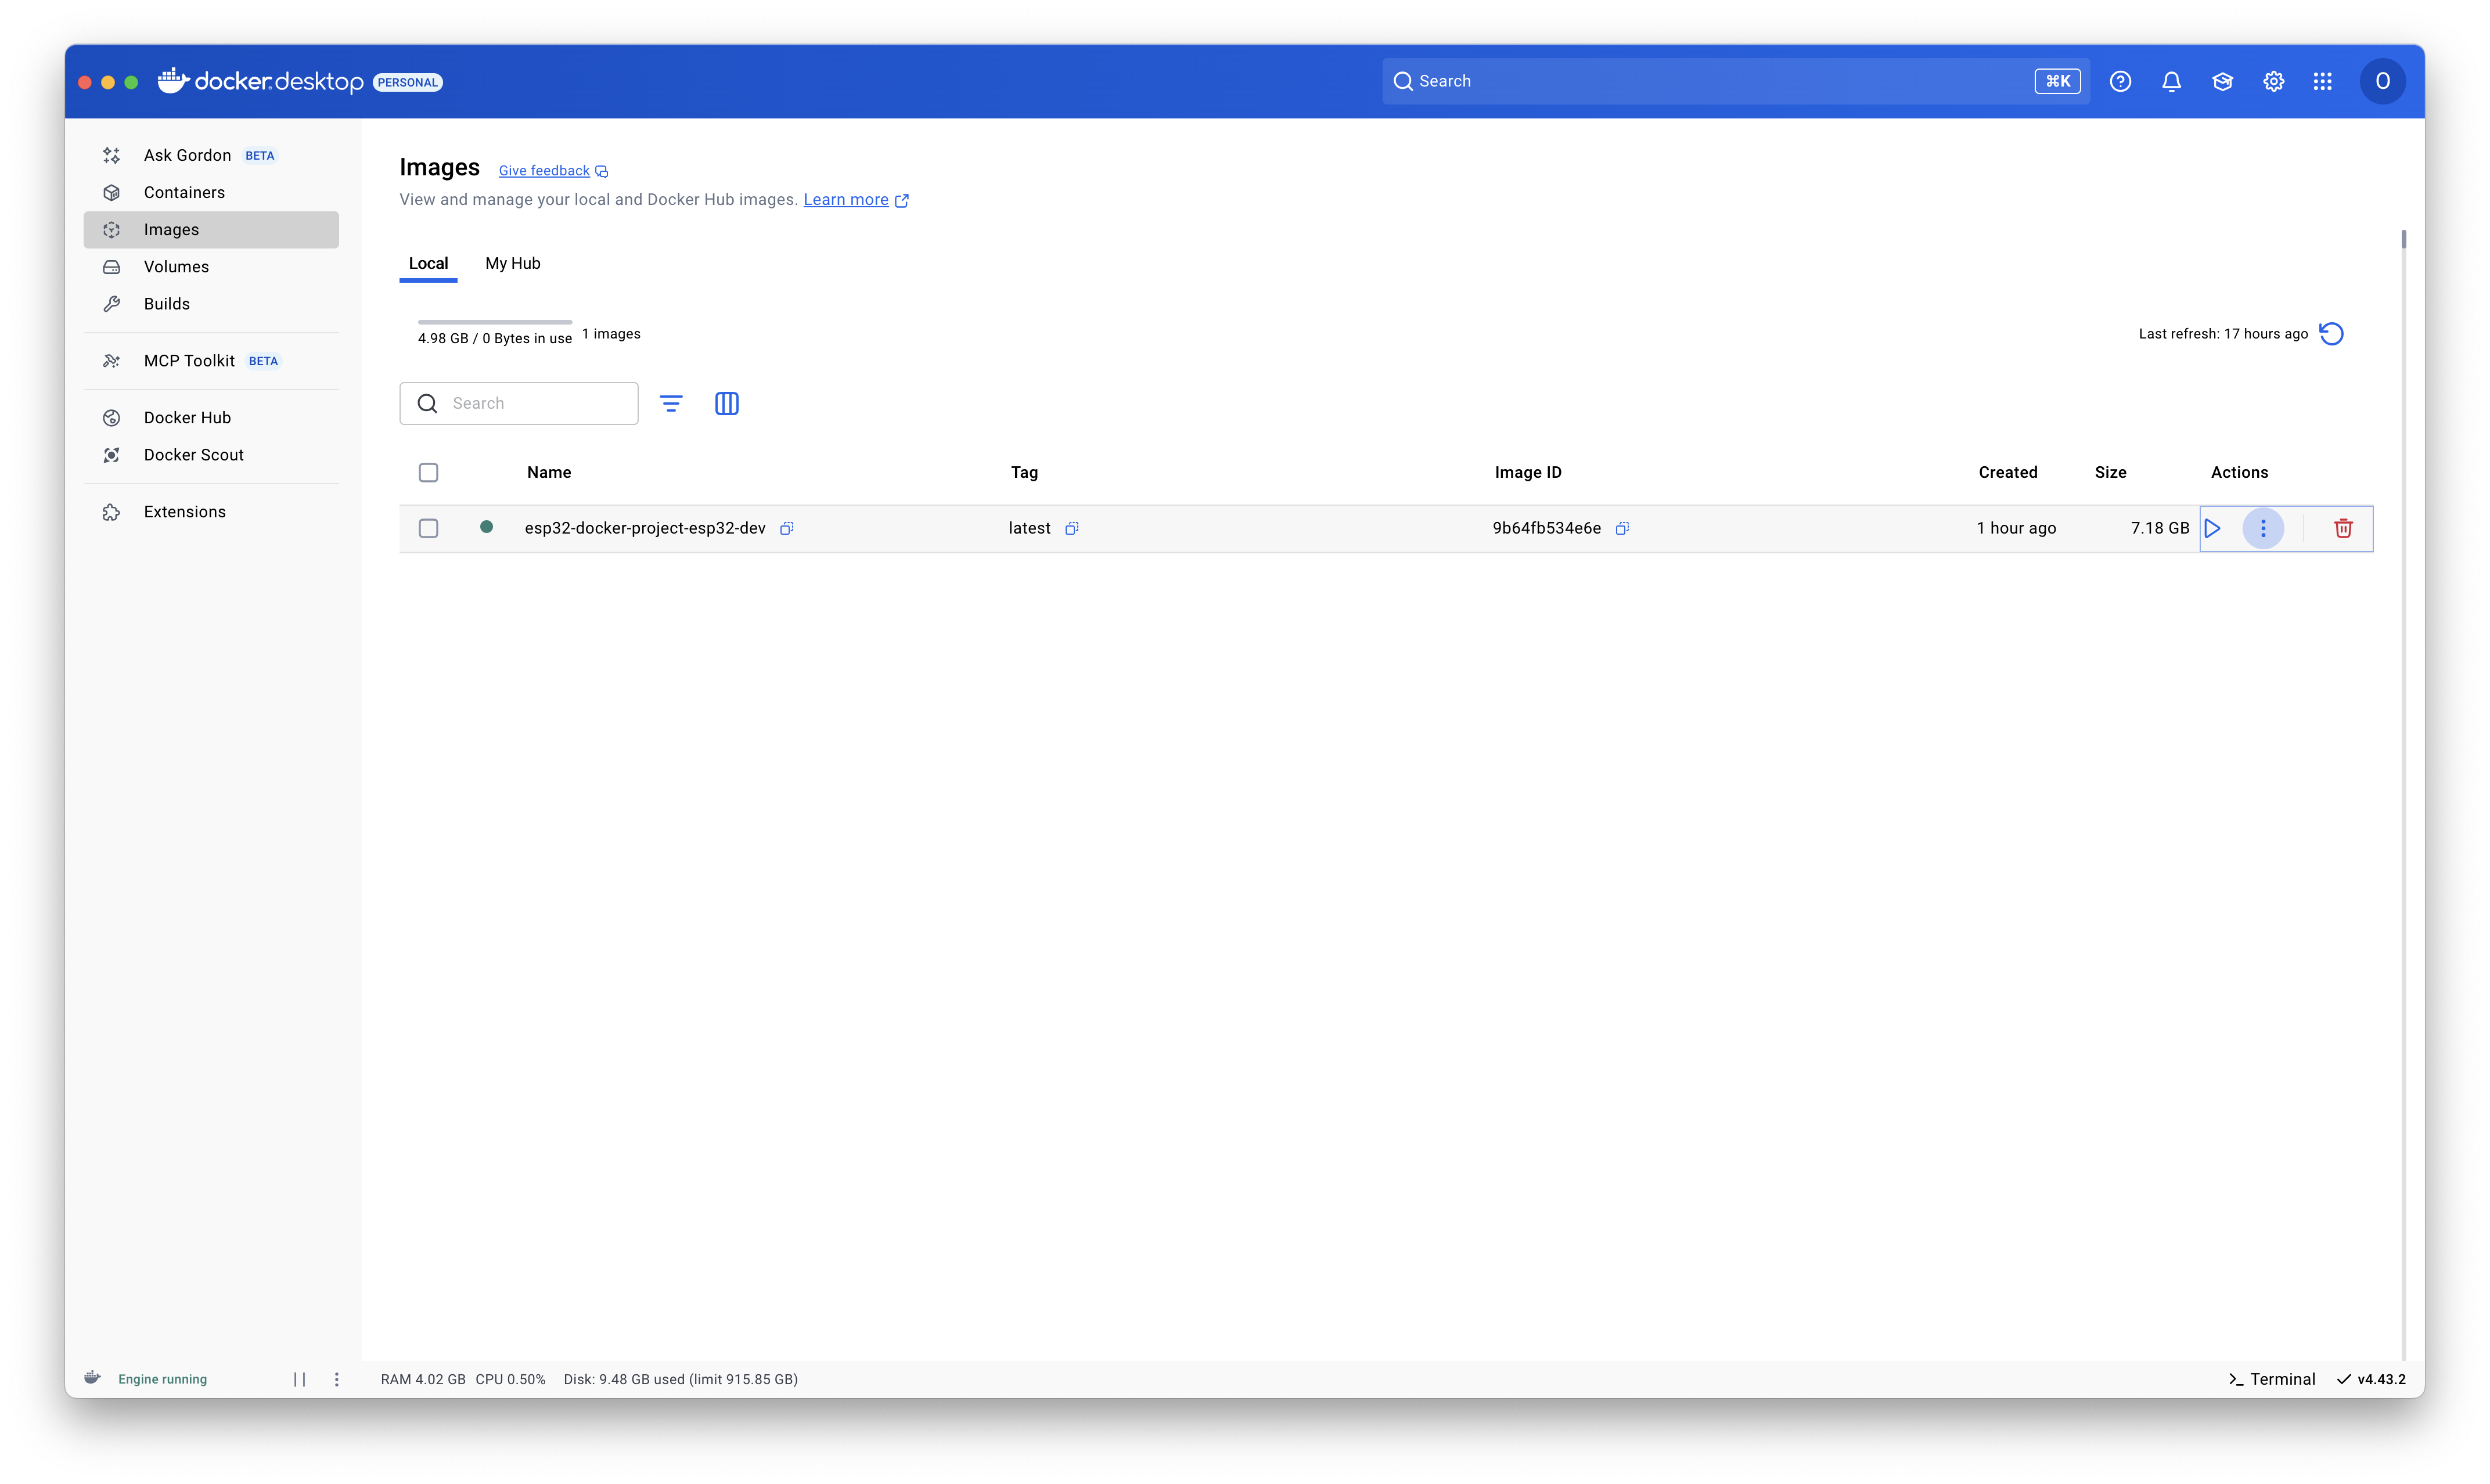 docker.desktop PERSONAL
Search
⌘K
O
Ask Gordon BETA
Containers
Images
Volumes
Builds
MCP Toolkit BETA
Docker Hub
Docker Scout
Extensions
Images Give feedback
View and manage your local and Docker Hub images. Learn more
Local My Hub
4.98 GB / 0 Bytes in use 1 images
Last refresh: 17 hours ago
Search
Name Tag Image ID Created Size Actions
esp32-docker-project-esp32-dev latest 9b64fb534e6e 1 hour ago 7.18 GB
Engine running RAM 4.02 GB CPU 0.50% Disk: 9.48 GB used (limit 915.85 GB) Terminal v4.43.2